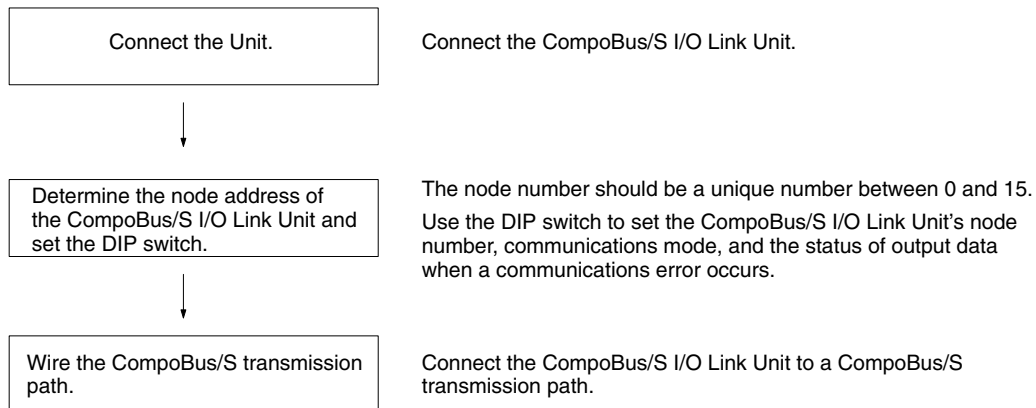 Connect the Unit.
Connect the CompoBus/S I/O Link Unit.
Determine the node address of
the CompoBus/S I/O Link Unit and
set the DIP switch.
The node number should be a unique number between 0 and 15.
Use the DIP switch to set the CompoBus/S I/O Link Unit's node
number, communications mode, and the status of output data
when a communications error occurs.
Wire the CompoBus/S transmission
path.
Connect the CompoBus/S I/O Link Unit to a CompoBus/S
transmission path.